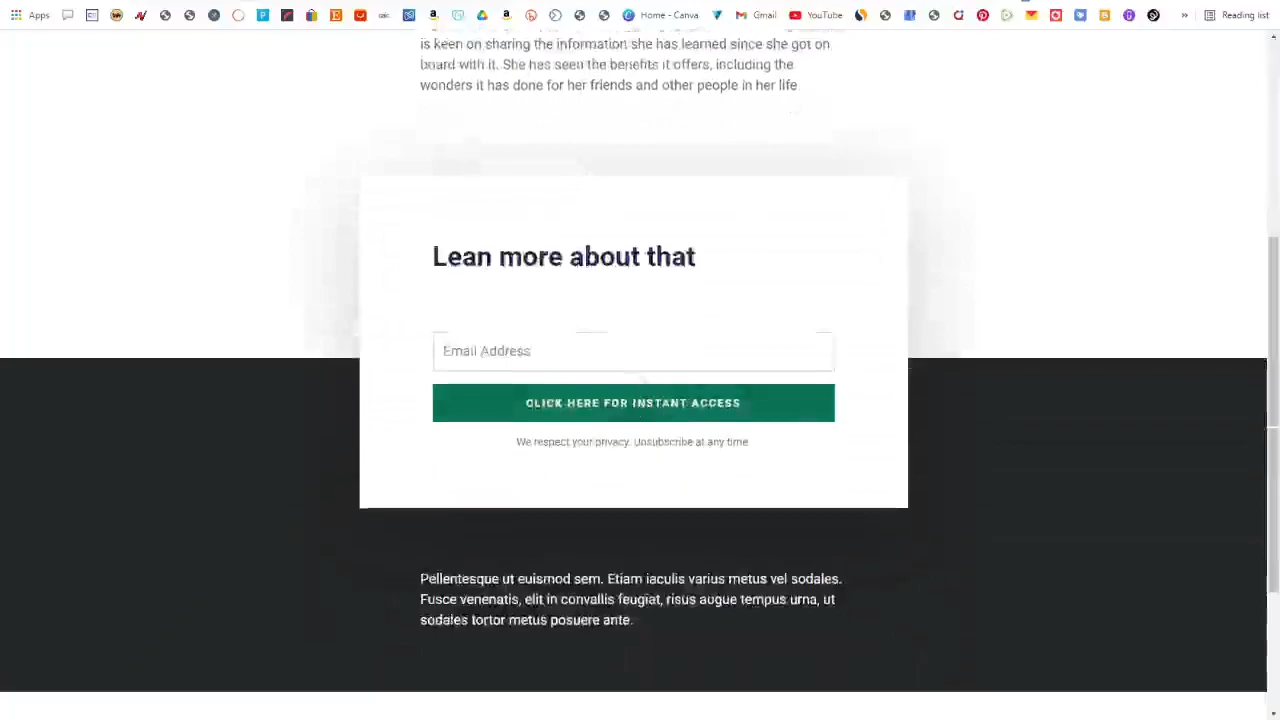 Apps
Home - Canva
Gmail
YouTube
»
Reading list
is keen on sharing the information she has learned since she got on
board with it. She has seen the benefits it offers, including the
wonders it has done for her friends and other people in her life
Lean more about that
Email Address
CLICK HERE FOR INSTANT ACCESS
We respect your privacy. Unsubscribe at any time.
Pellentesque ut euismod sem. Etiam iaculis varius metus vel sodales.
Fusce venenatis, elit in convallis feugiat, risus augue tempus urna, ut
sodales tortor metus posuere ante.